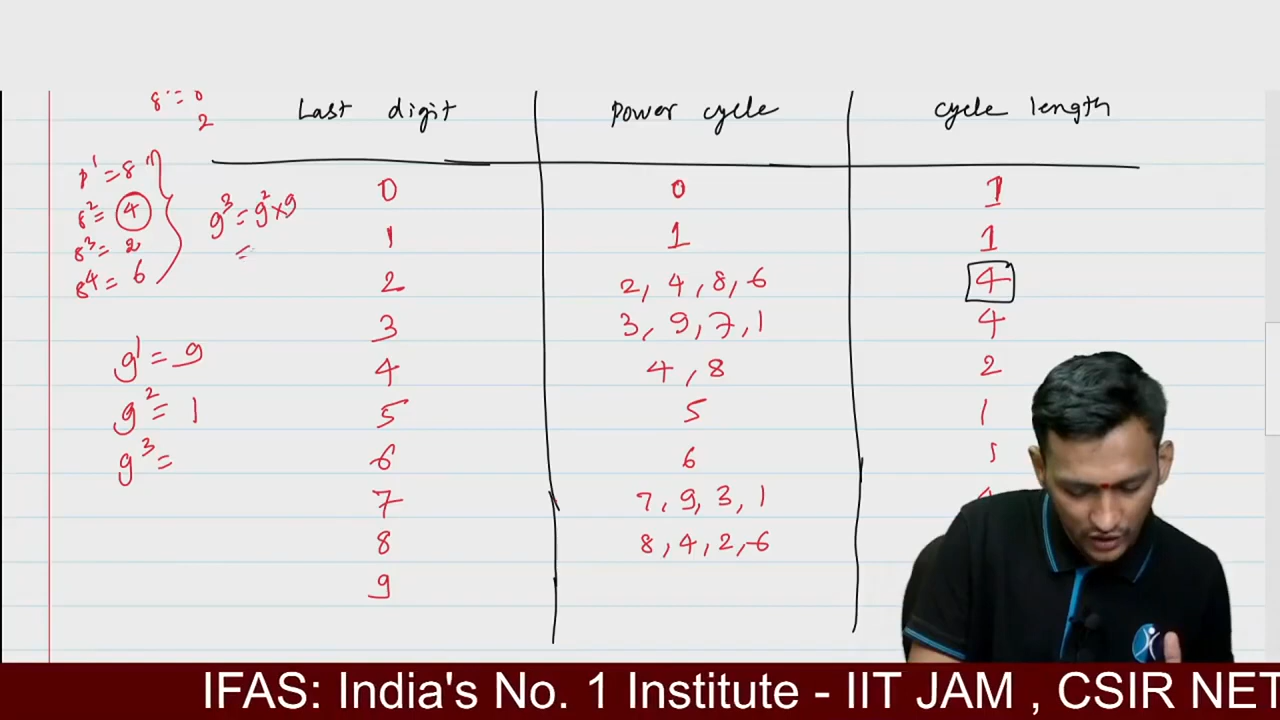 Last digit
Power cycle
cycle length
2
8¹ = 8
8² = 4
8³ = 2
8⁴ = 6
9³ = 9² × 9
=
9¹ = 9
9² = 1
9³ =
0 0 1
1 1 1
2 2, 4, 8, 6 4
3 3, 9, 7, 1 4
4 4, 8 2
5 5 1
6 6 1
7 7, 9, 3, 1
8 8, 4, 2, 6
9
IFAS: India's No. 1 Institute - IIT JAM , CSIR NET